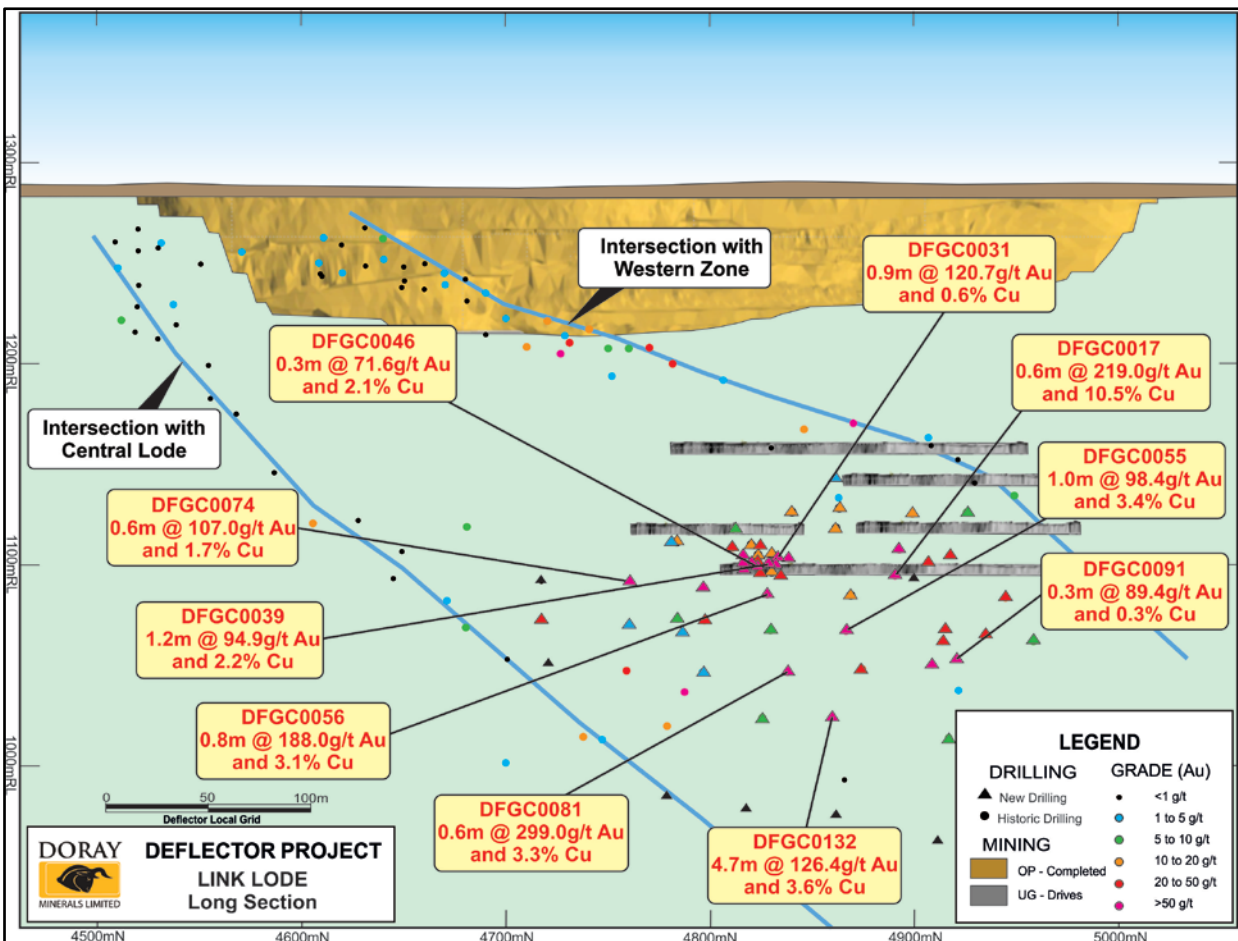 1300mRL
1200mRL
1100mRL
1000mRL
Intersection with
Western Zone
DFGC0031
0.9m @ 120.7g/t Au
and 0.6% Cu
DFGC0046
0.3m @ 71.6g/t Au
and 2.1% Cu
DFGC0017
0.6m @ 219.0g/t Au
and 10.5% Cu
Intersection with
Central Lode
DFGC0055
1.0m @ 98.4g/t Au
and 3.4% Cu
DFGC0074
0.6m @ 107.0g/t Au
and 1.7% Cu
DFGC0091
0.3m @ 89.4g/t Au
and 0.3% Cu
DFGC0039
1.2m @ 94.9g/t Au
and 2.2% Cu
DFGC0056
0.8m @ 188.0g/t Au
and 3.1% Cu
DFGC0081
0.6m @ 299.0g/t Au
and 3.3% Cu
DFGC0132
4.7m @ 126.4g/t Au
and 3.6% Cu
0 50 100m
Deflector Local Grid
DORAY
MINERALS LIMITED
DEFLECTOR PROJECT
LINK LODE
Long Section
LEGEND
DRILLING
New Drilling
Historic Drilling
MINING
OP - Completed
UG - Drives
GRADE (Au)
<1 g/t
1 to 5 g/t
5 to 10 g/t
10 to 20 g/t
20 to 50 g/t
>50 g/t
4500mN 4600mN 4700mN 4800mN 4900mN 5000mN